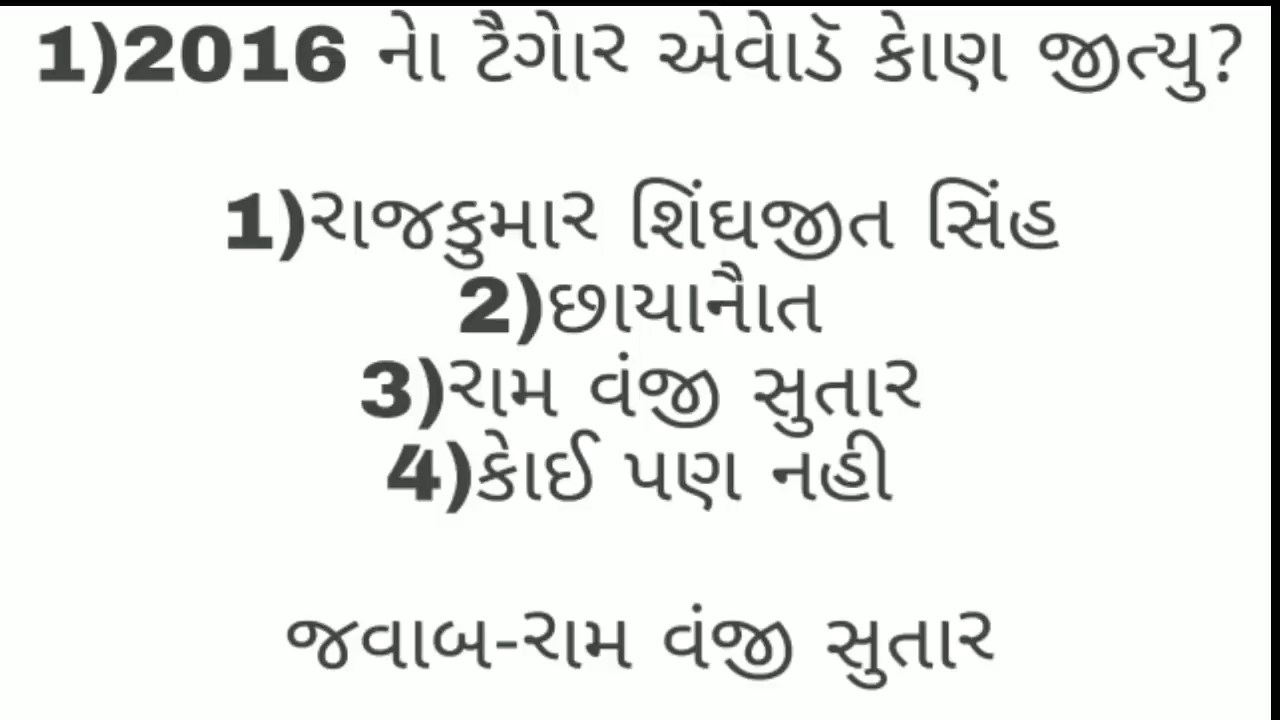 1)2016 નો ટૈગોર એવોર્ડ કોણ જીત્યુ?
1)રાજકુમાર શિંઘજીત સિંહ
2)છાયાનૌત
3)રામ વંજી સુતાર
4)કોઈ પણ નહી
જવાબ-રામ વંજી સુતાર